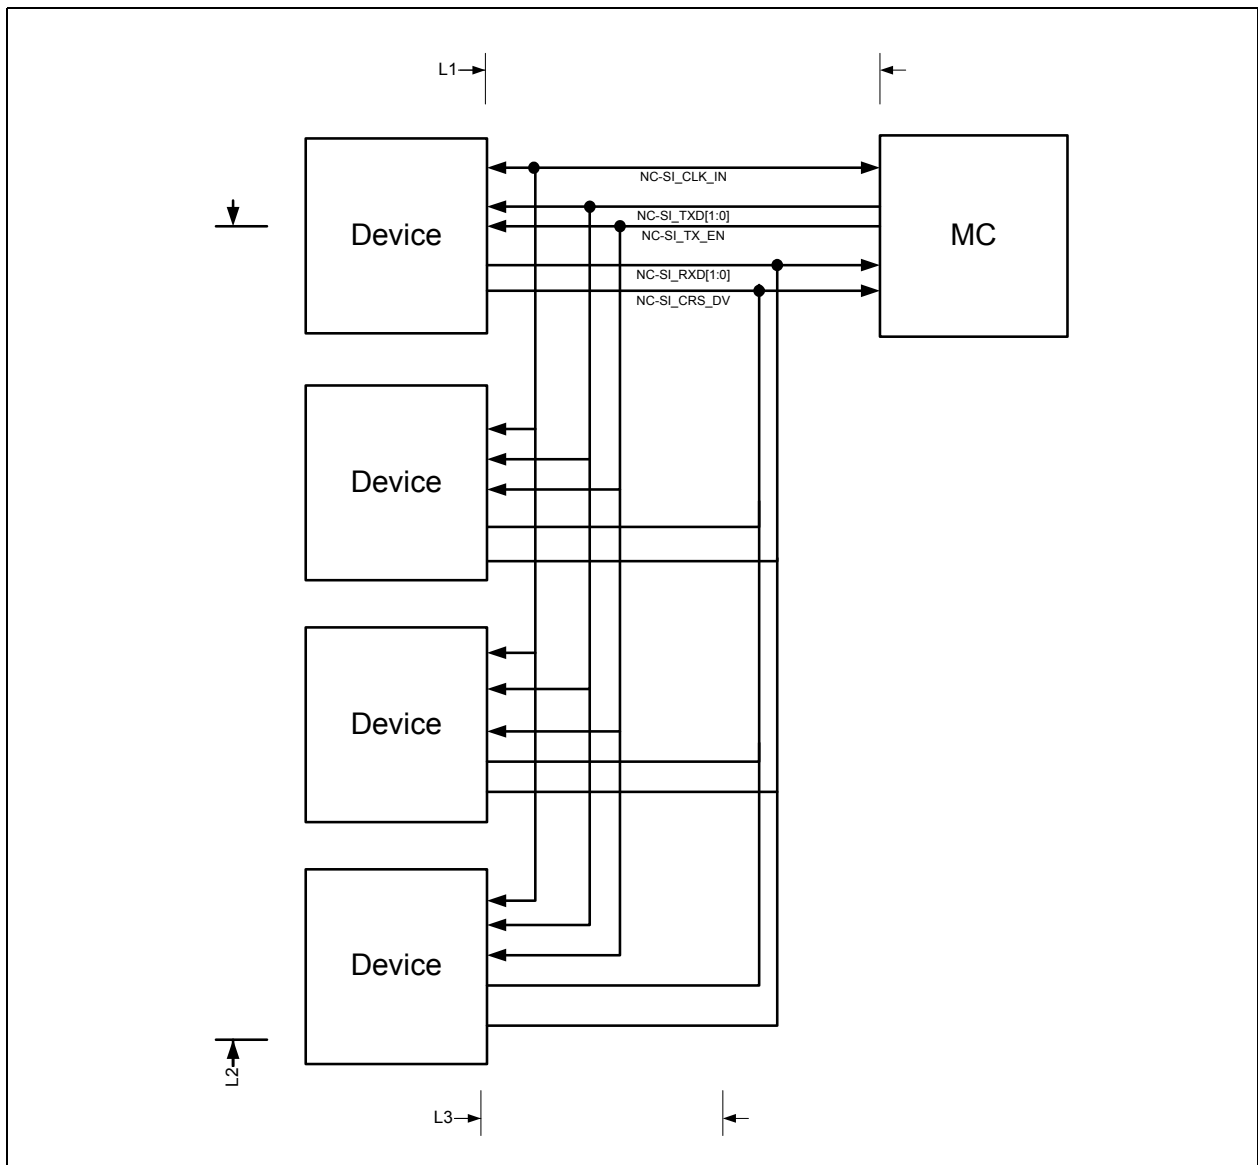 L1
NC-SI_CLK_IN
NC-SI_TXD[1:0]
Device
NC-SI_TX_EN
MC
NC-SI_RXD[1:0]
NC-SI_CRS_DV
Device
Device
Device
L2
L3